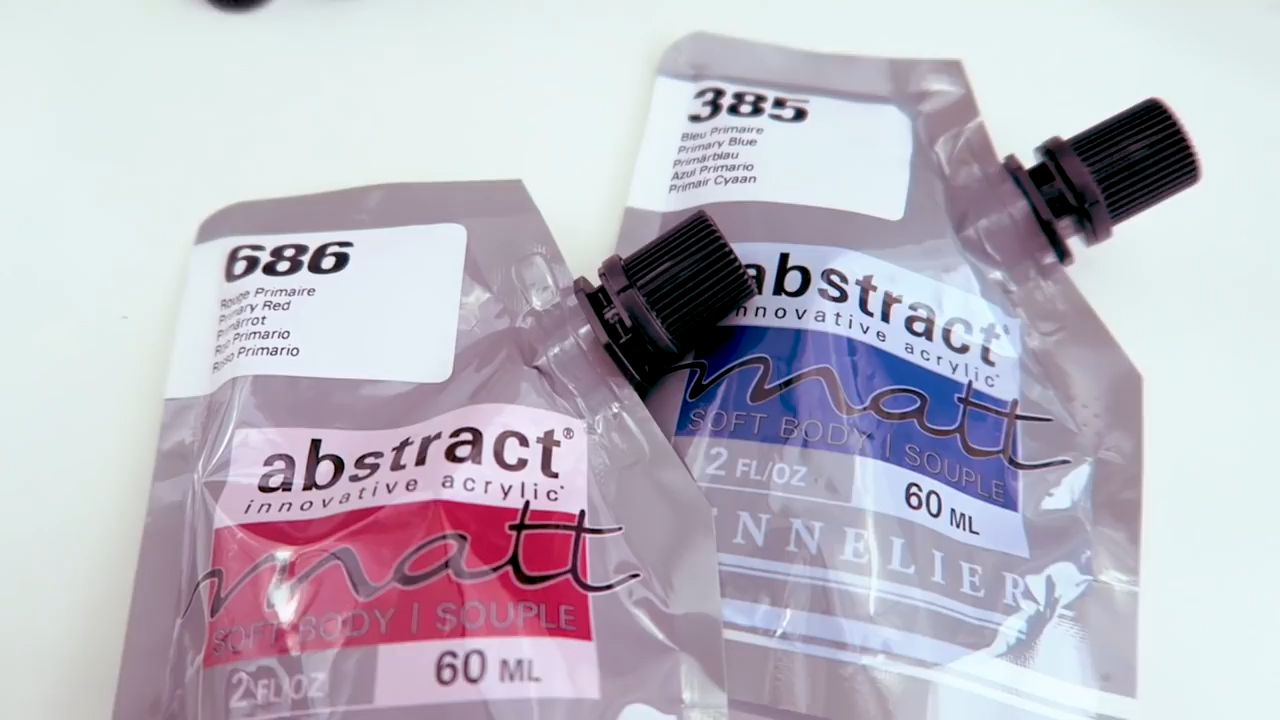 686
Rouge Primaire
Primary Red
Primärrot
Rojo Primario
Rosso Primario
abstract®
innovative acrylic
matt
SOFT BODY | SOUPLE
2 FL/OZ
60 ML
385
Bleu Primaire
Primary Blue
Primärblau
Azul Primario
Primair Cyaan
abstract
innovative acrylic
matt
SOFT BODY | SOUPLE
2 FL/OZ
60 ML
NNELIER